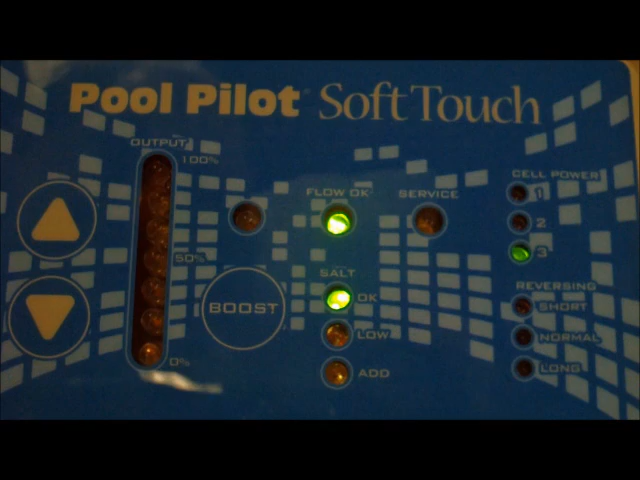 Pool Pilot SoftTouch
OUTPUT
100%
50%
0%
BOOST
FLOW OK
SERVICE
SALT
OK
LOW
ADD
CELL POWER
1
2
3
REVERSING
SHORT
NORMAL
LONG